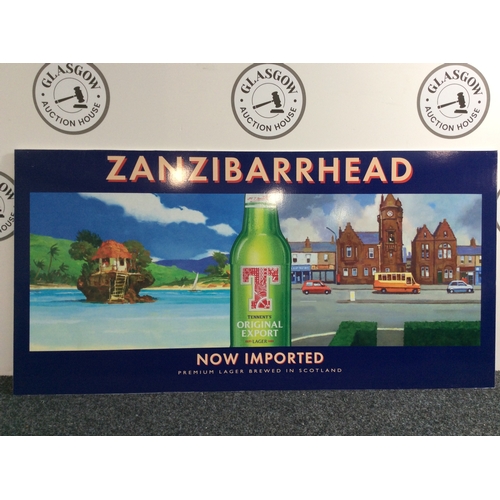 GLASGOW
AUCTION HOUSE
GLASGOW
AUCTION HOUSE
GLASGOW
AUCTION HOUSE
ZANZIBARRHEAD
T
TENNENT'S
ORIGINAL
EXPORT
LAGER
NOW IMPORTED
PREMIUM LAGER BREWED IN SCOTLAND